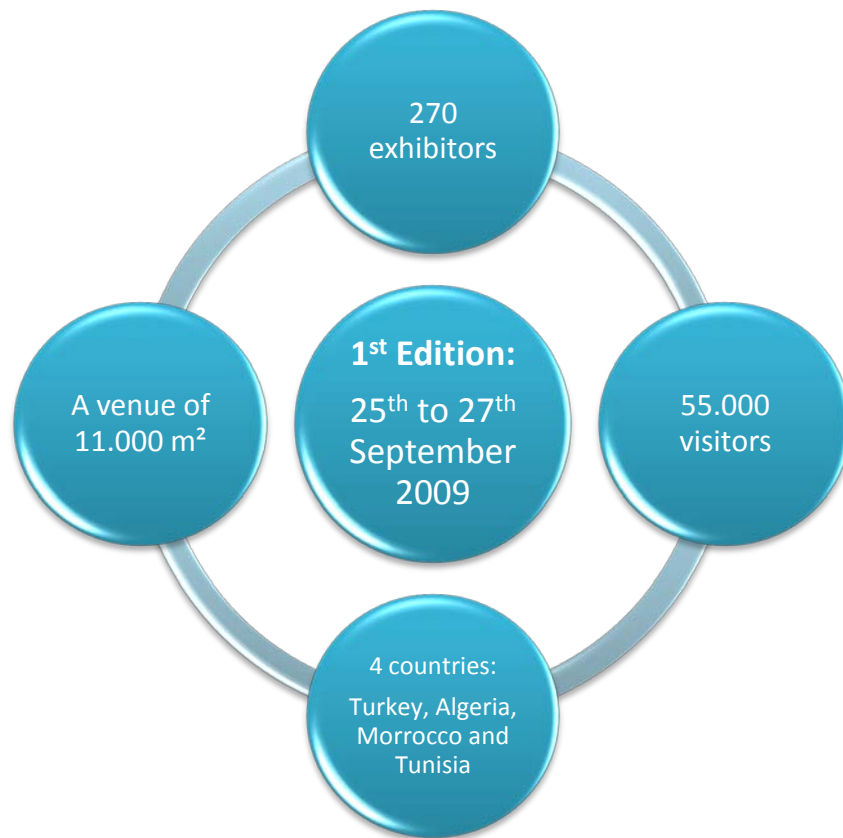 270
exhibitors
1st Edition:
25th to 27th
September
2009
A venue of
11.000 m²
55.000
visitors
4 countries:
Turkey, Algeria,
Morrocco and
Tunisia